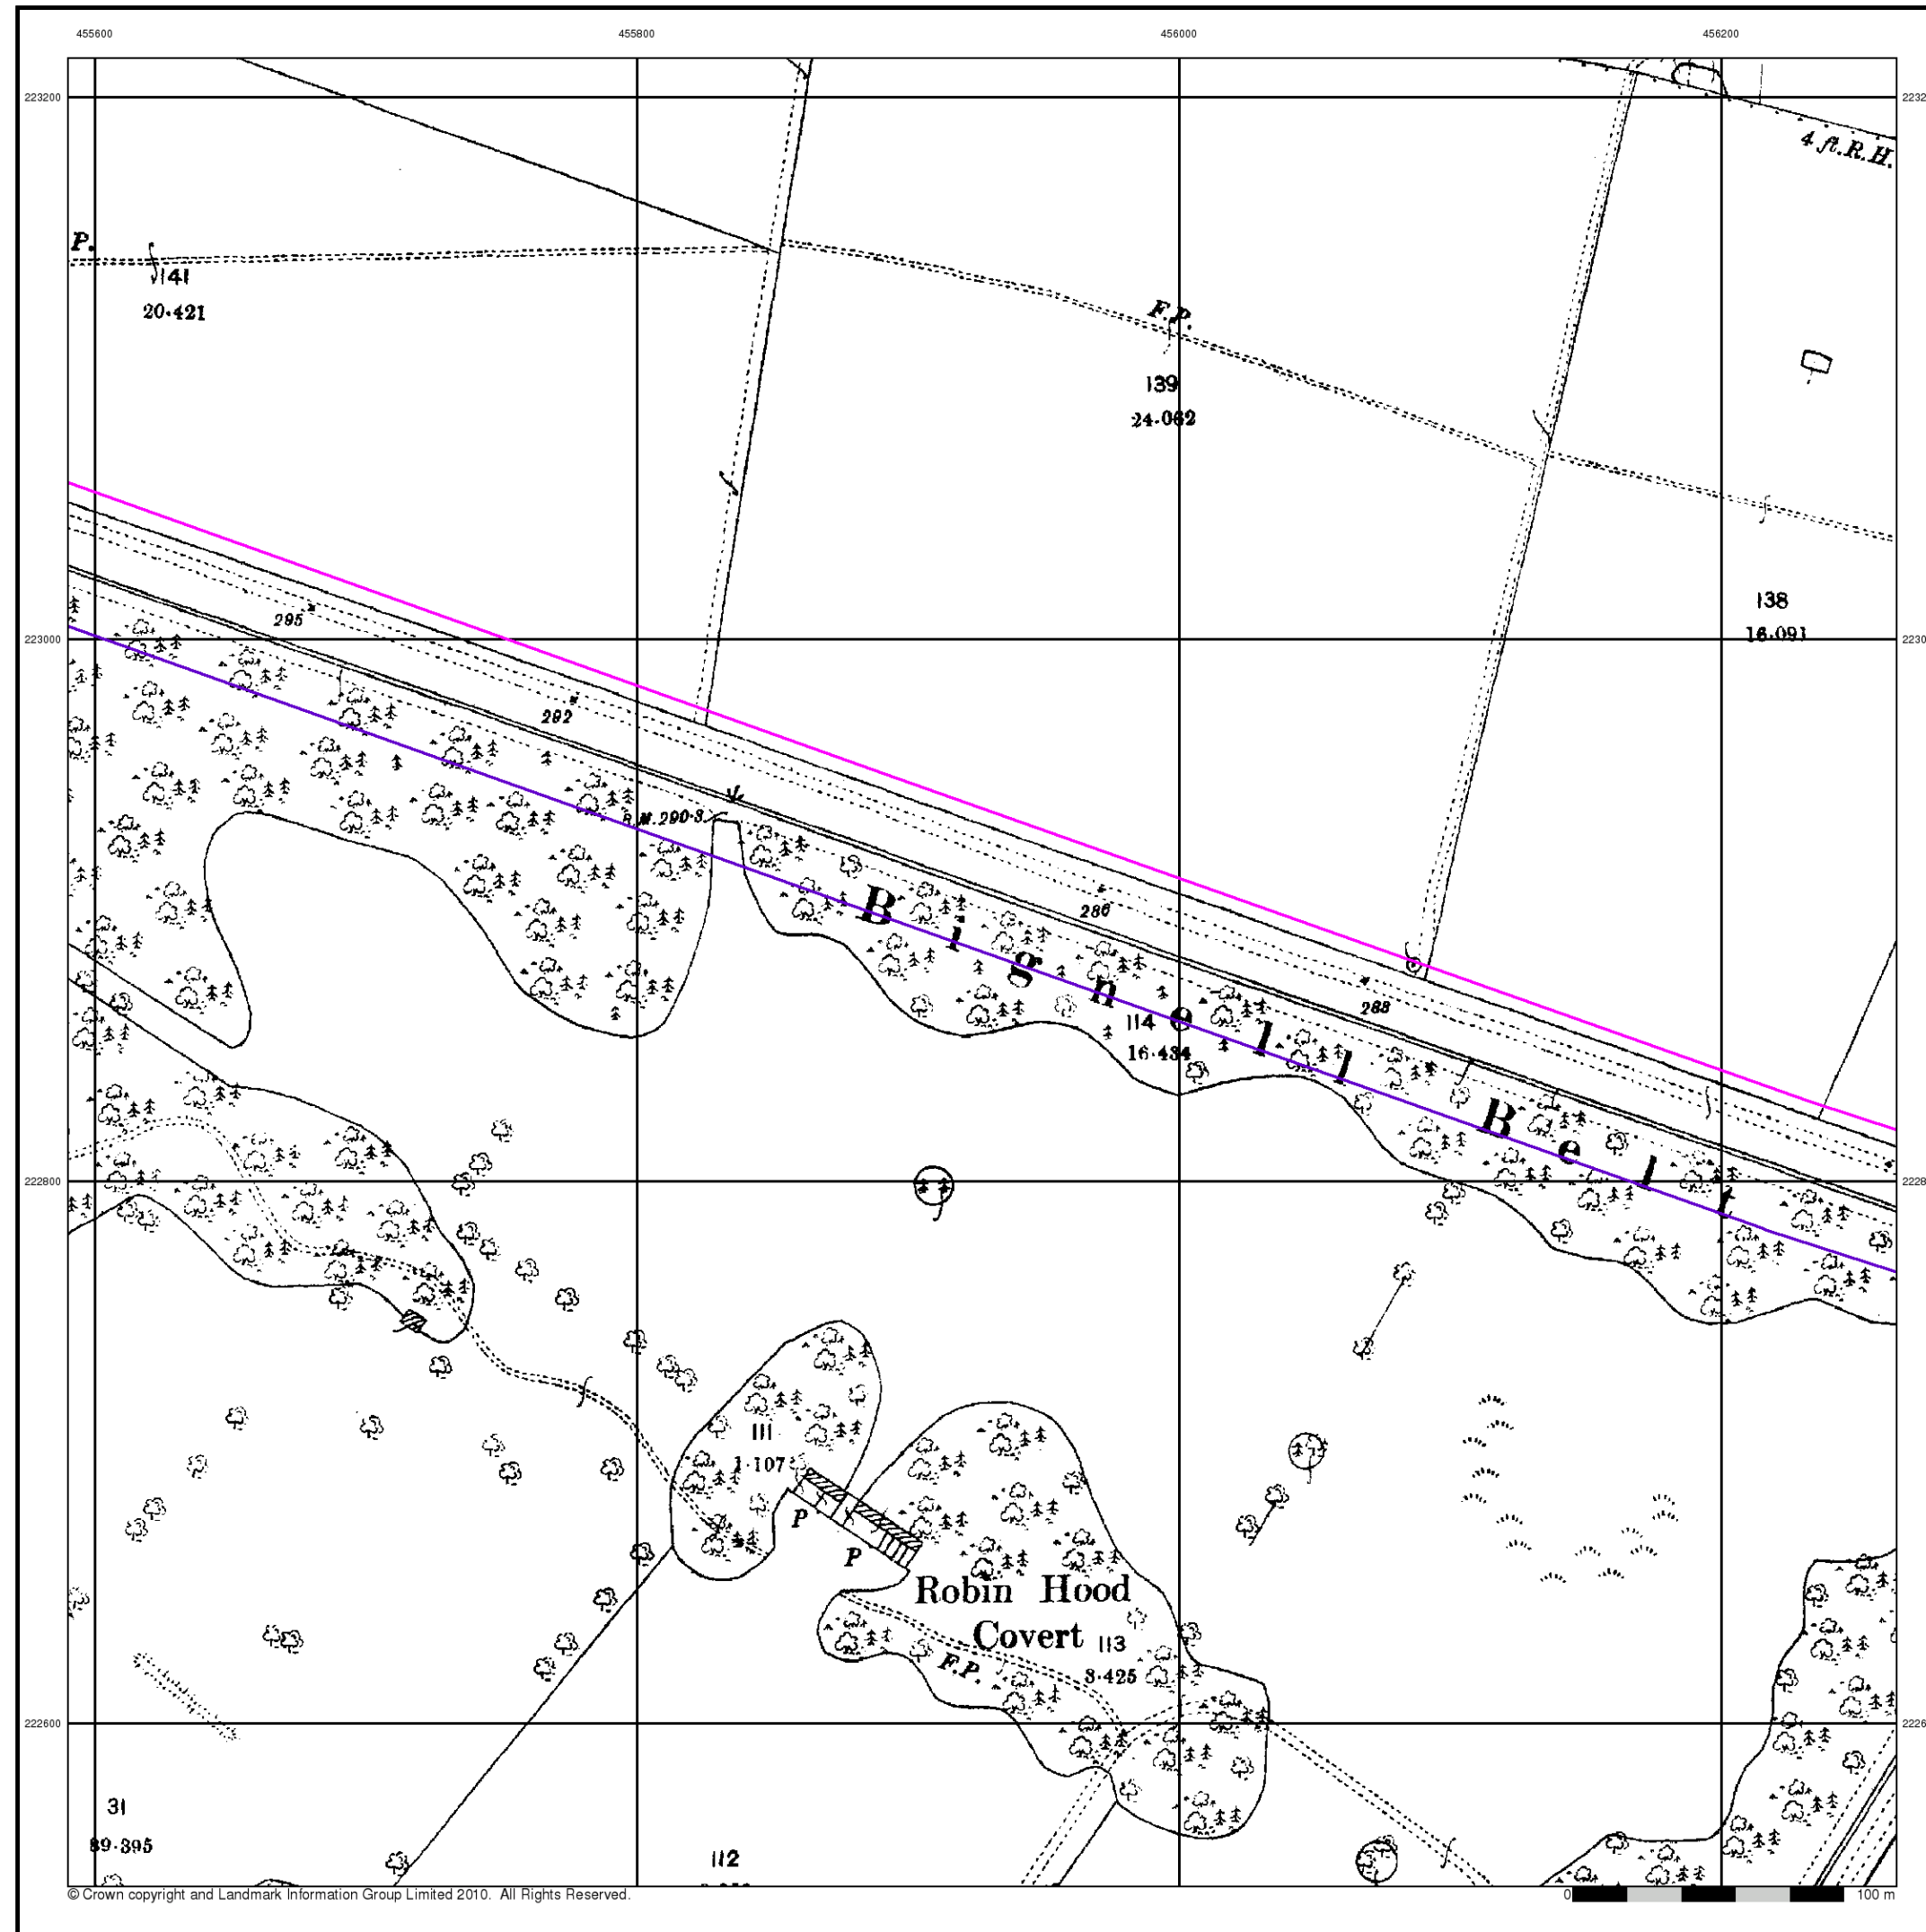 455600 455800 456000 456200
223200
4 ft. R.H.
P.
141
20·421
F.P.
139
24·062
138
16·091
223000
295
292
B.M.290·3
286
288
Bignell Belt
114
16·434
222800
111
1·107
P
P
Robin Hood
Covert
113
F.P.
3·425
222600
31
89·395
112
© Crown copyright and Landmark Information Group Limited 2010. All Rights Reserved.
0 100 m